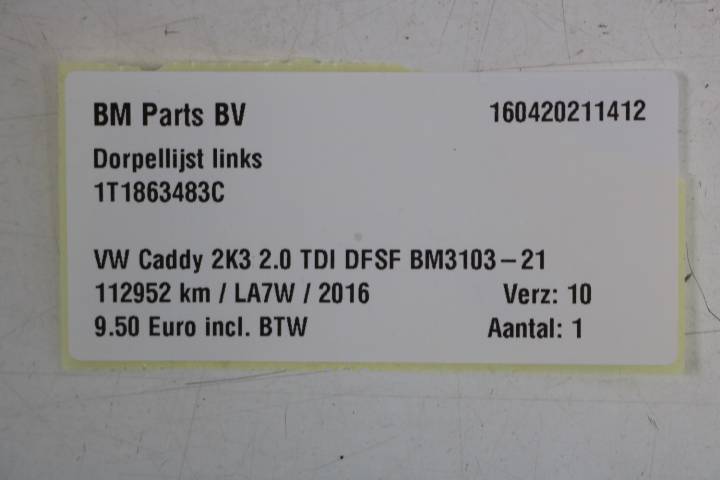 BM Parts BV 160420211412
Dorpellijst links
1T1863483C
VW Caddy 2K3 2.0 TDI DFSF BM3103-21
112952 km / LA7W / 2016 Verz: 10
9.50 Euro incl. BTW Aantal: 1